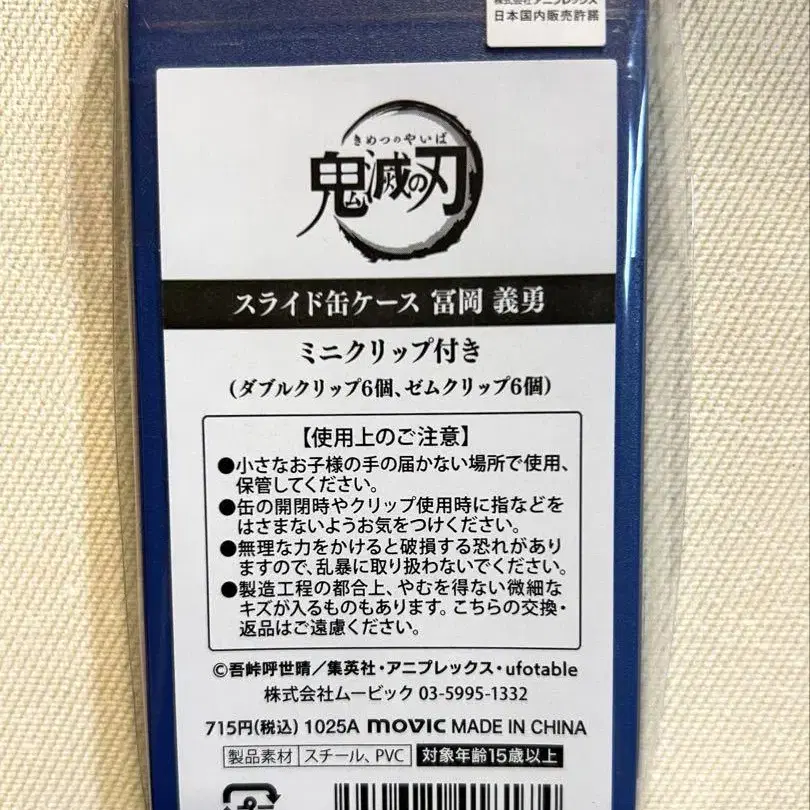 株式会社アニプレックス
日本国内販売許諾
きめつのやいば
鬼滅の刃
スライド缶ケース 冨岡 義勇
ミニクリップ付き
(ダブルクリップ6個、ゼムクリップ6個)
【使用上のご注意】
●小さなお子様の手の届かない場所で使用、
保管してください。
●缶の開閉時やクリップ使用時に指などを
はさまないようお気をつけください。
●無理な力をかけると破損する恐れがあり
ますので、乱暴に取り扱わないでください。
●製造工程の都合上、やむを得ない微細な
キズが入るものもあります。こちらの交換・
返品はご遠慮ください。
©吾峠呼世晴／集英社・アニプレックス・ufotable
株式会社ムービック 03-5995-1332
715円(税込) 1025A movic MADE IN CHINA
製品素材 スチール、PVC 対象年齢15歳以上